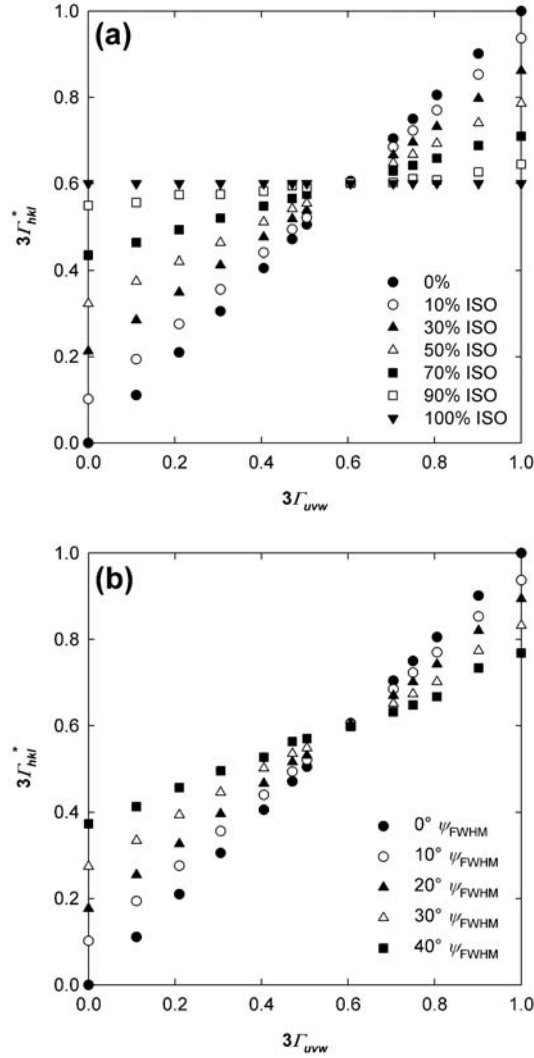 (a)
1.0
0.8
0.6
0.4
0.2
0.0
3Γ*hkl
0%
10% ISO
30% ISO
50% ISO
70% ISO
90% ISO
100% ISO
0.0 0.2 0.4 0.6 0.8 1.0
3Γuvw
(b)
1.0
0.8
0.6
0.4
0.2
0.0
3Γ*hkl
0° ψFWHM
10° ψFWHM
20° ψFWHM
30° ψFWHM
40° ψFWHM
0.0 0.2 0.4 0.6 0.8 1.0
3Γuvw